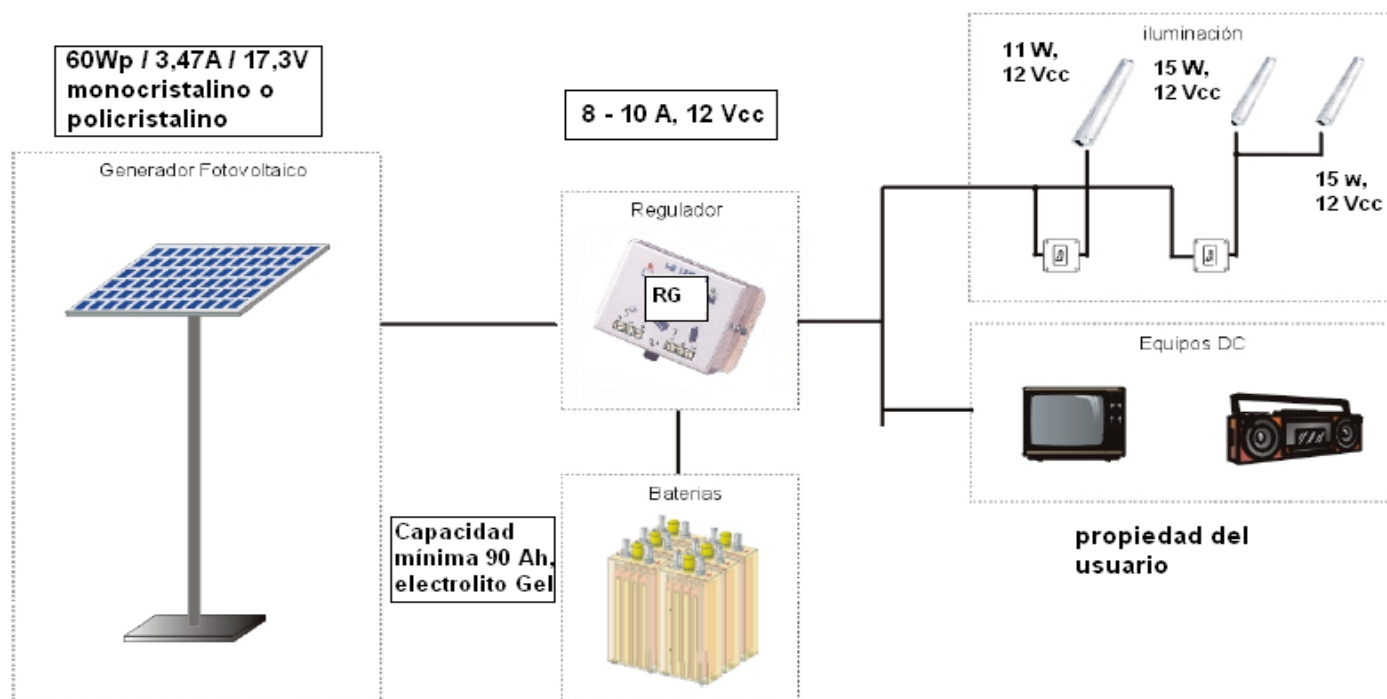 60Wp / 3,47A / 17,3V
monocristalino o
policristalino
Generador Fotovoltaico
8 - 10 A, 12 Vcc
Regulador
RG
Capacidad
mínima 90 Ah,
electrolito Gel
Baterias
iluminación
11 W,
12 Vcc
15 W,
12 Vcc
15 w,
12 Vcc
Equipos DC
propiedad del
usuario